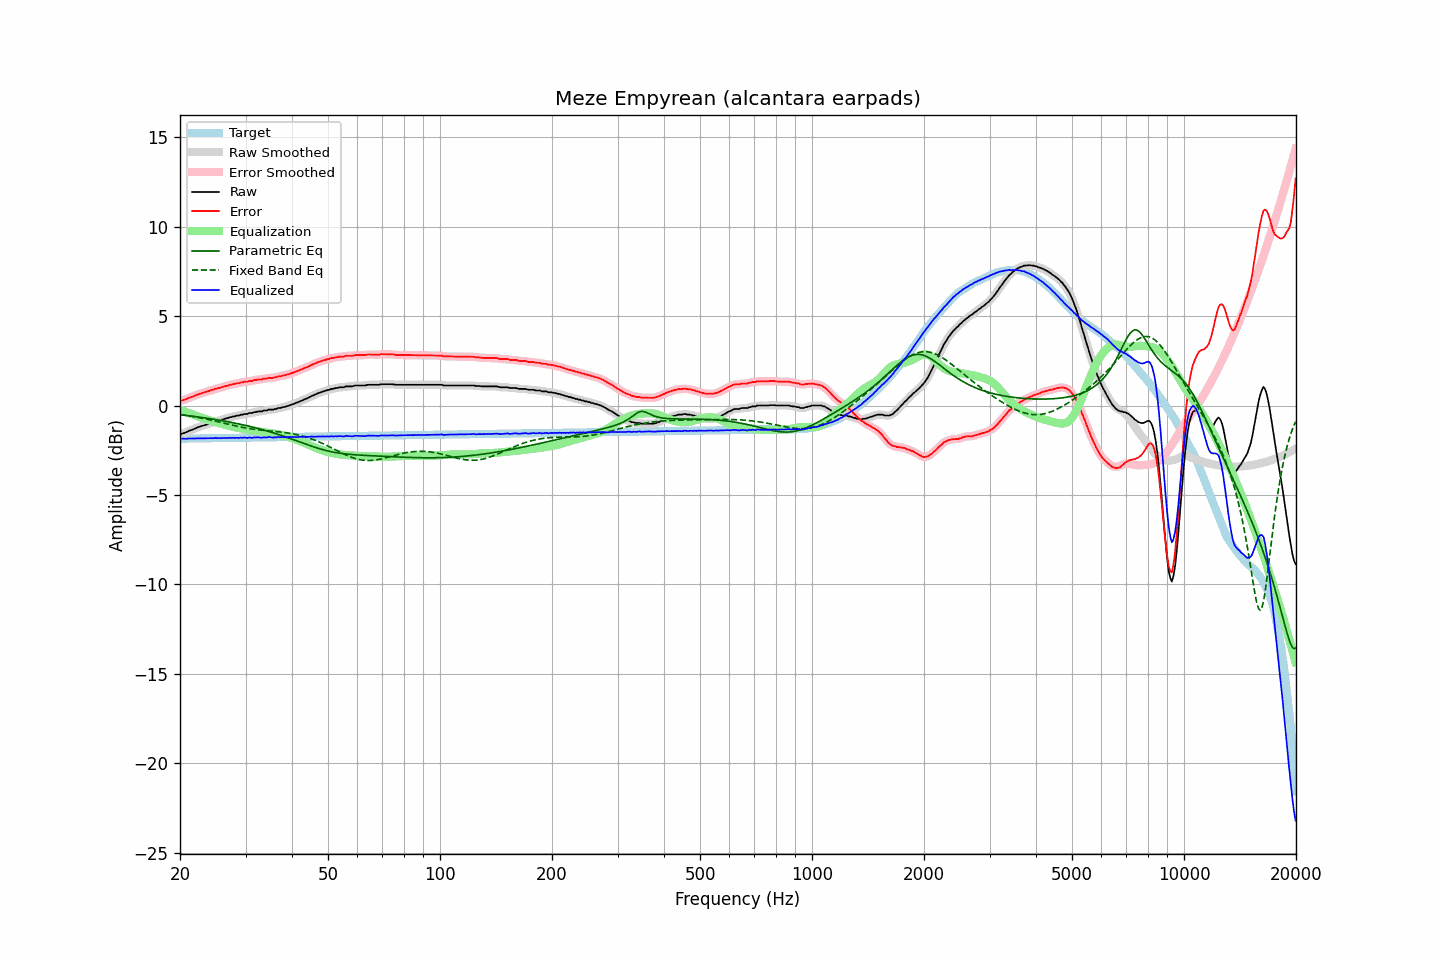 Meze Empyrean (alcantara earpads)
Target
Raw Smoothed
Error Smoothed
Raw
Error
Equalization
Parametric Eq
Fixed Band Eq
Equalized
15
10
5
0
−5
−10
−15
−20
−25
Amplitude (dBr)
20
50
100
200
500
1000
2000
5000
10000
20000
Frequency (Hz)